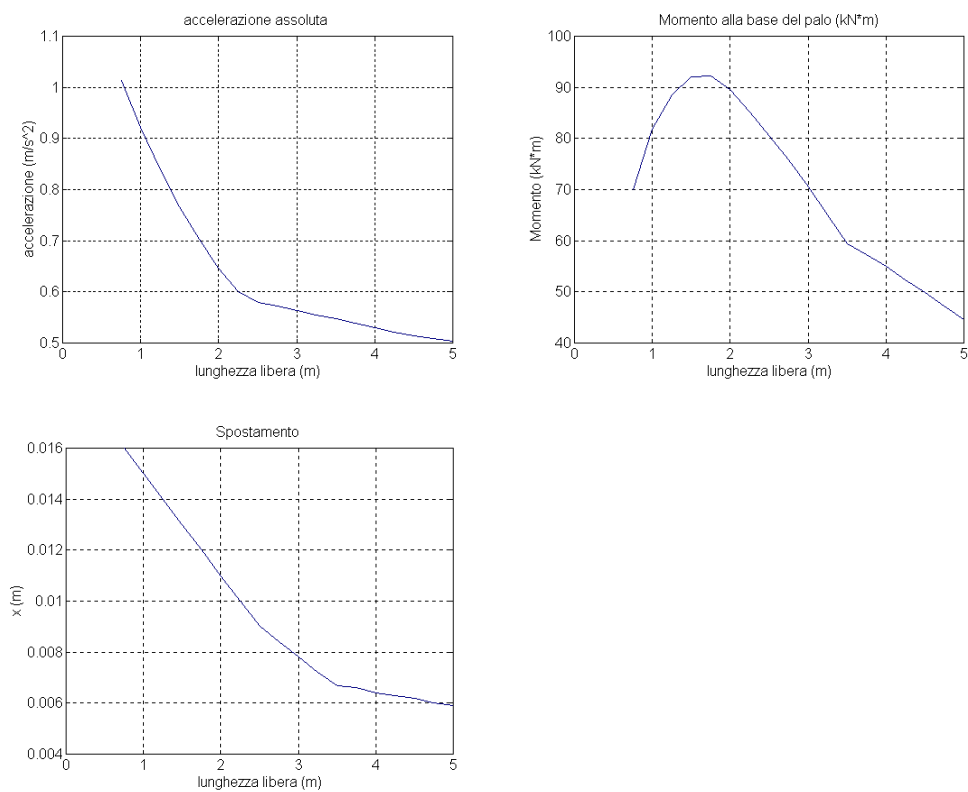 accelerazione assoluta
1.1
1
0.9
0.8
0.7
0.6
0.5
accelerazione (m/s^2)
0 1 2 3 4 5
lunghezza libera (m)
Momento alla base del palo (kN*m)
100
90
80
70
60
50
40
Momento (kN*m)
0 1 2 3 4 5
lunghezza libera (m)
Spostamento
0.016
0.014
0.012
0.01
0.008
0.006
0.004
x (m)
0 1 2 3 4 5
lunghezza libera (m)